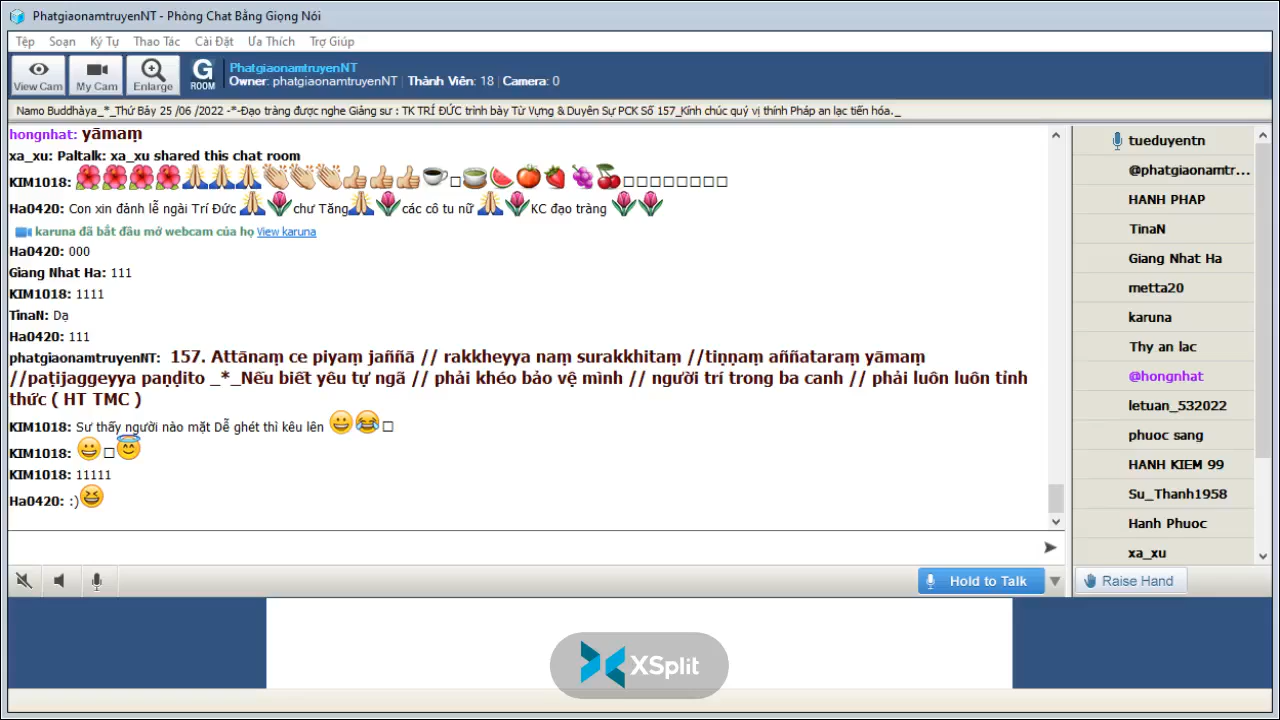 PhatgiaonamtruyenNT - Phòng Chat Bằng Giọng Nói
Tệp Soạn Ký Tự Thao Tác Cài Đặt Ưa Thích Trợ Giúp
View Cam My Cam Enlarge G ROOM
PhatgiaonamtruyenNT
Owner: phatgiaonamtruyenNT Thành Viên: 18 Camera: 0
Namo Buddhàya_*_Thứ Bảy 25 /06 /2022 -*-Đạo tràng được nghe Giảng sư : TK TRÍ ĐỨC trình bày Từ Vựng & Duyên Sự PCK Số 157_Kính chúc quý vị thính Pháp an lạc tiến hóa._
hongnhat: yāmaṃ
xa_xu: Paltalk: xa_xu shared this chat room
KIM1018: 🌺🌺🌺🌺🙏🙏🙏👏👏👏👍👍👍☕□🍵🍉🍅🍓🍇🍒□□□□□□□□
Ha0420: Con xin đảnh lễ ngài Trí Đức 🙏🌷chư Tăng🙏🌷các cô tu nữ 🙏🌷KC đạo tràng 🌷🌷
karuna đã bắt đầu mở webcam của họ View karuna
Ha0420: 000
Giang Nhat Ha: 111
KIM1018: 1111
TinaN: Dạ
Ha0420: 111
phatgiaonamtruyenNT: 157. Attānaṃ ce piyaṃ jaññā // rakkheyya naṃ surakkhitaṃ //tiṇṇaṃ aññataraṃ yāmaṃ
//paṭijaggeyya paṇḍito _*_Nếu biết yêu tự ngã // phải khéo bảo vệ mình // người trí trong ba canh // phải luôn luôn tỉnh
thức ( HT TMC )
KIM1018: Sư thấy người nào mặt Dễ ghét thì kêu lên 😀😂□
KIM1018: 😀□😇
KIM1018: 11111
Ha0420: :)😆
Hold to Talk
tueduyentn
@phatgiaonamtr...
HANH PHAP
TinaN
Giang Nhat Ha
metta20
karuna
Thy an lac
@hongnhat
letuan_532022
phuoc sang
HANH KIEM 99
Su_Thanh1958
Hanh Phuoc
xa_xu
Raise Hand
XSplit